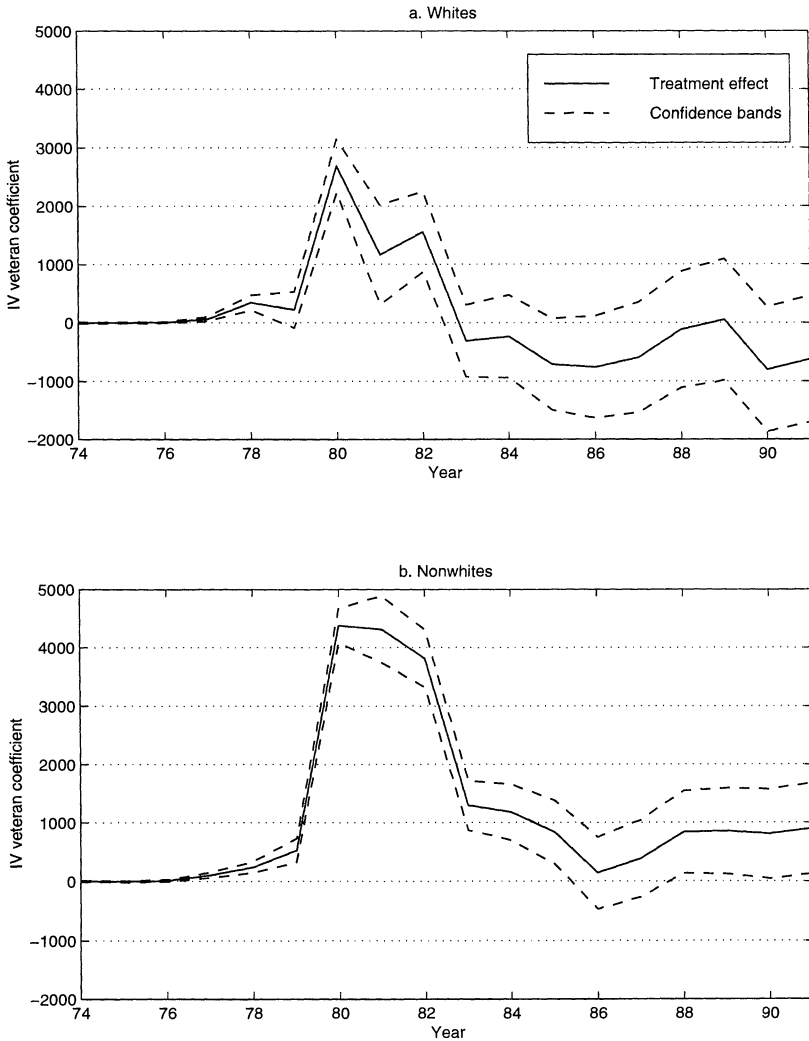 a. Whites
5000
4000
3000
2000
1000
0
−1000
−2000
IV veteran coefficient
Treatment effect
Confidence bands
74 76 78 80 82 84 86 88 90
Year
b. Nonwhites
5000
4000
3000
2000
1000
0
−1000
−2000
IV veteran coefficient
74 76 78 80 82 84 86 88 90
Year